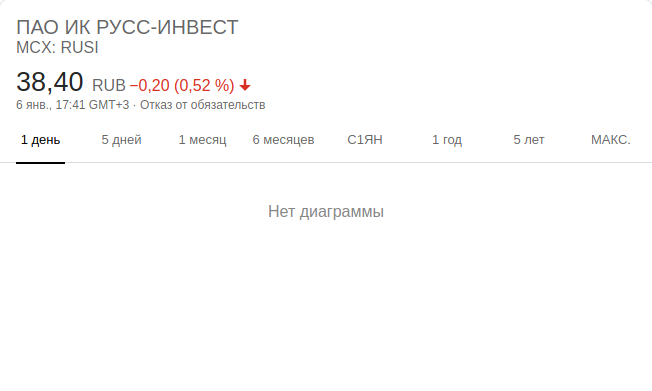 ПАО ИК РУСС-ИНВЕСТ
MCX: RUSI
38,40 RUB −0,20 (0,52 %)
6 янв., 17:41 GMT+3 · Отказ от обязательств
1 день 5 дней 1 месяц 6 месяцев С1ЯН 1 год 5 лет МАКС.
Нет диаграммы